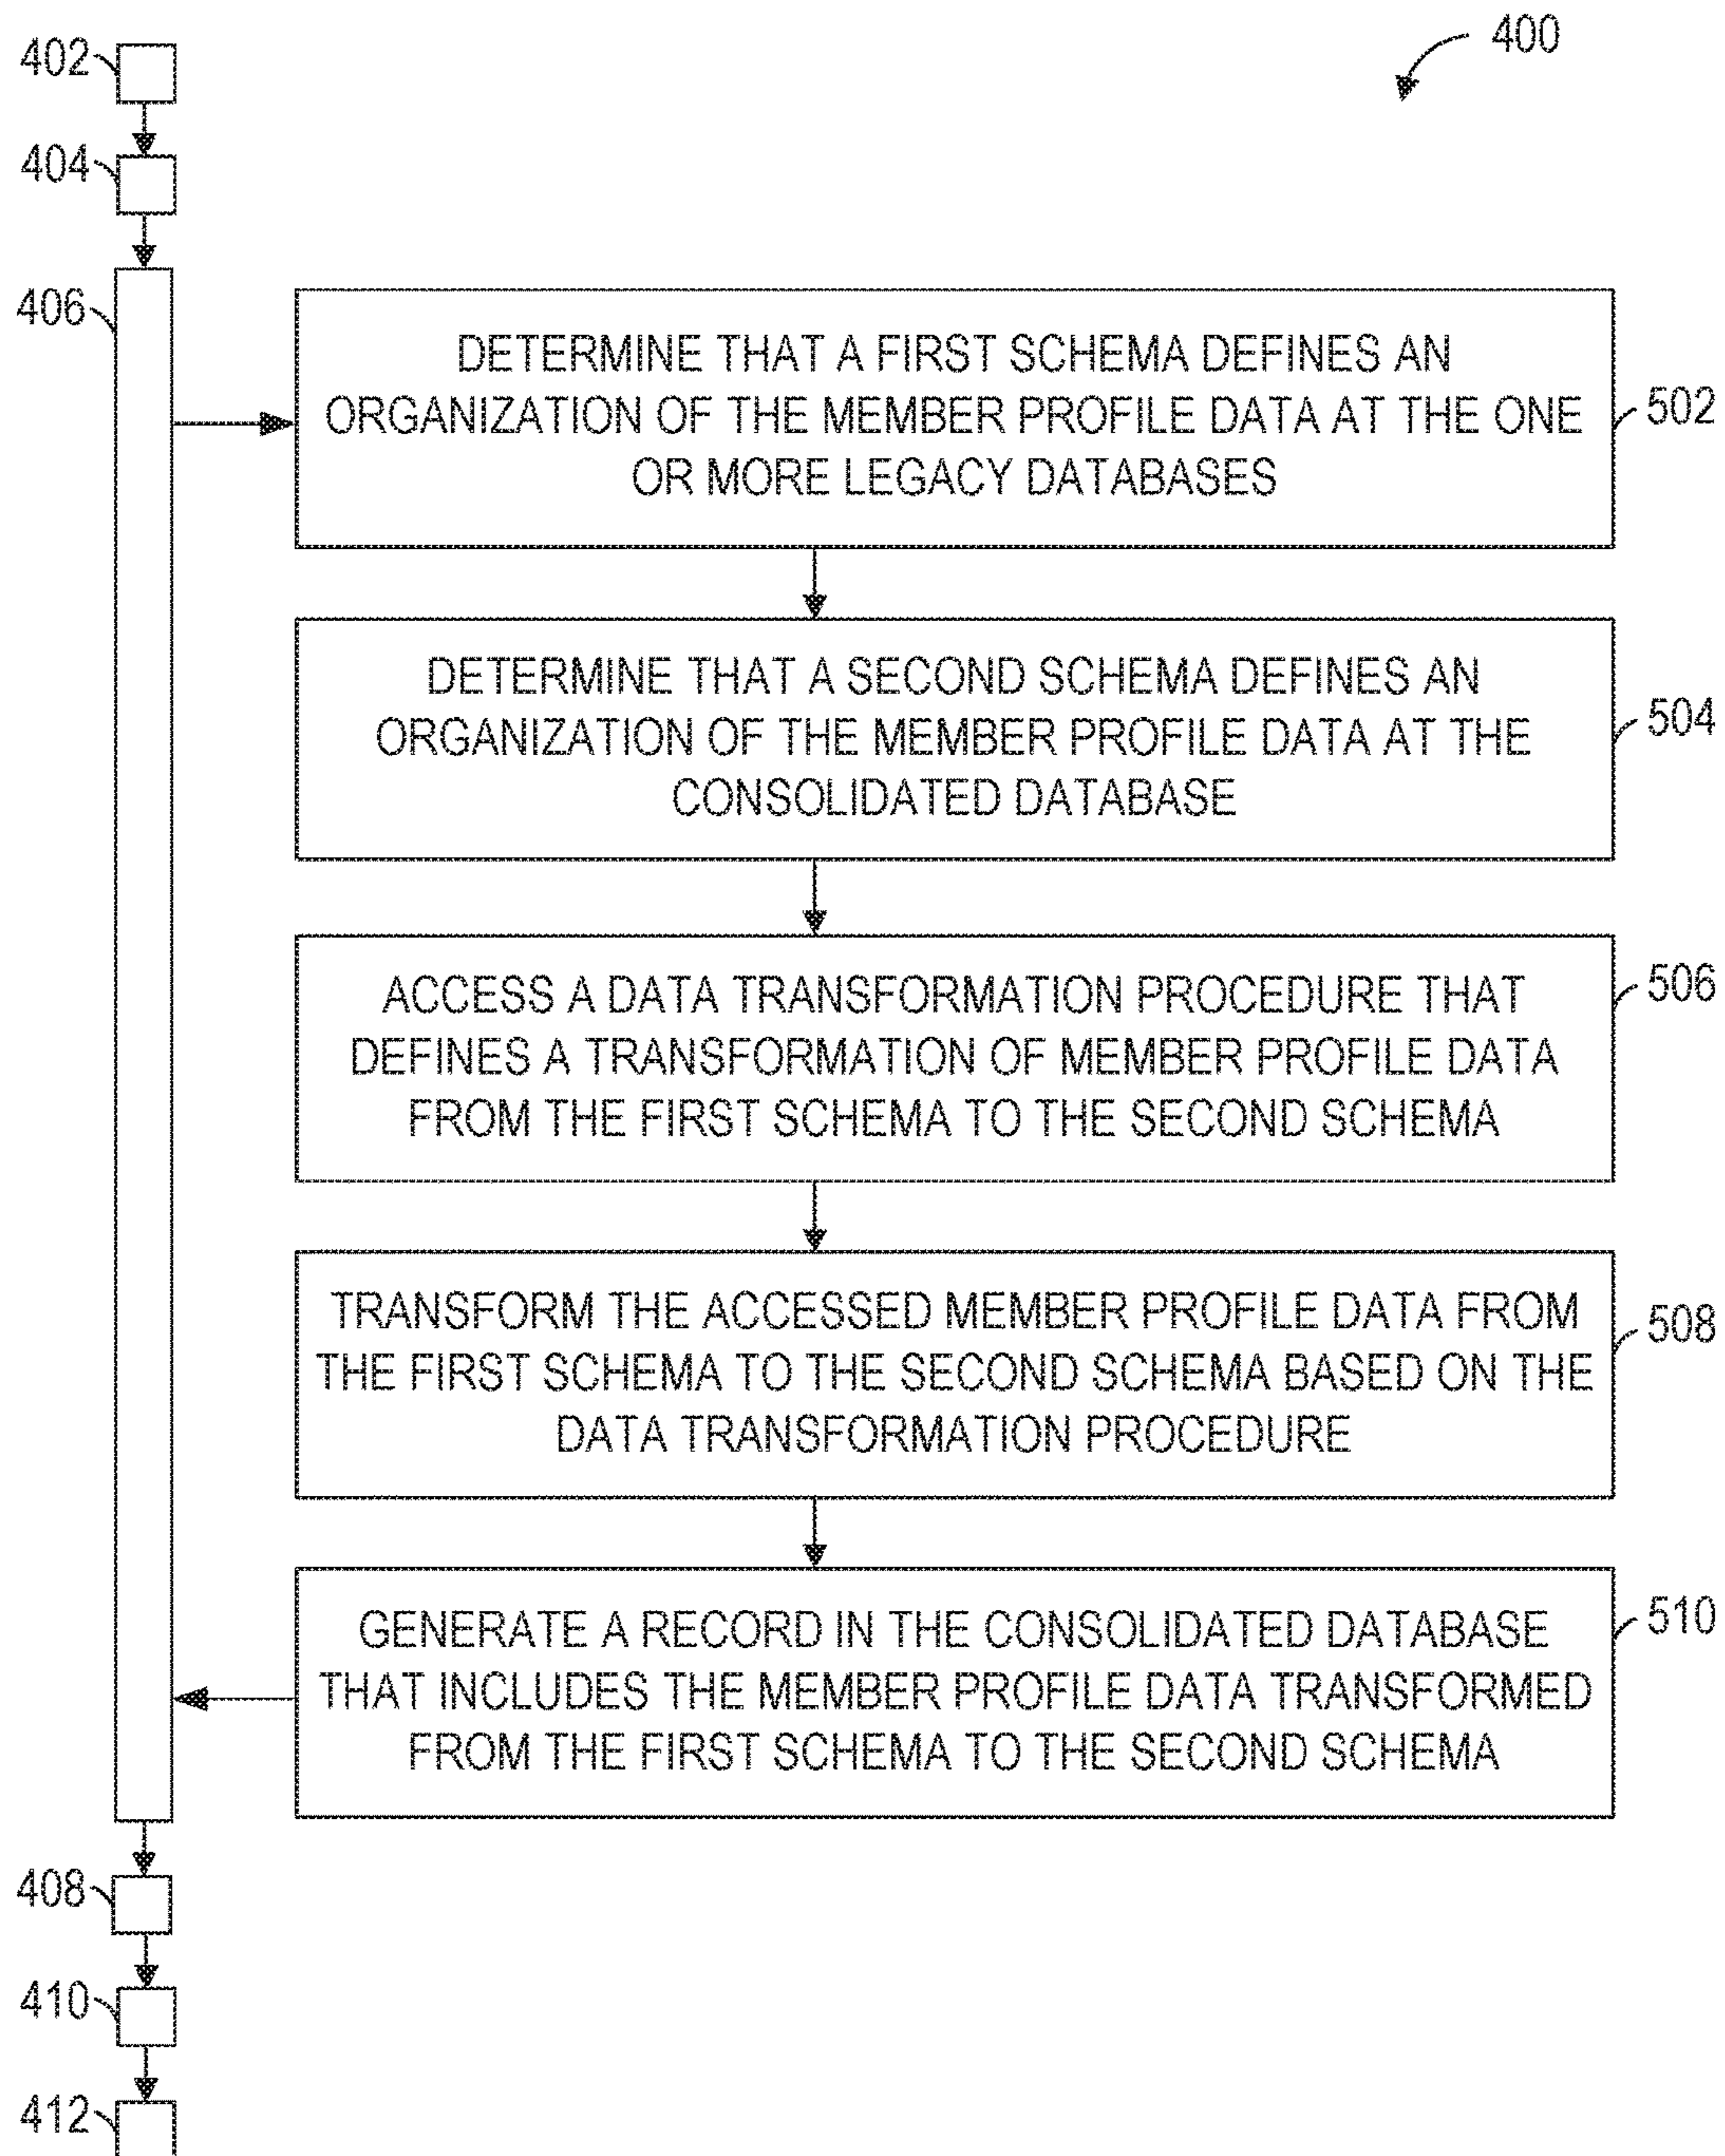 400
402
404
406
DETERMINE THAT A FIRST SCHEMA DEFINES AN
ORGANIZATION OF THE MEMBER PROFILE DATA AT THE ONE
OR MORE LEGACY DATABASES
502
DETERMINE THAT A SECOND SCHEMA DEFINES AN
ORGANIZATION OF THE MEMBER PROFILE DATA AT THE
CONSOLIDATED DATABASE
504
ACCESS A DATA TRANSFORMATION PROCEDURE THAT
DEFINES A TRANSFORMATION OF MEMBER PROFILE DATA
FROM THE FIRST SCHEMA TO THE SECOND SCHEMA
506
TRANSFORM THE ACCESSED MEMBER PROFILE DATA FROM
THE FIRST SCHEMA TO THE SECOND SCHEMA BASED ON THE
DATA TRANSFORMATION PROCEDURE
508
GENERATE A RECORD IN THE CONSOLIDATED DATABASE
THAT INCLUDES THE MEMBER PROFILE DATA TRANSFORMED
FROM THE FIRST SCHEMA TO THE SECOND SCHEMA
510
408
410
412